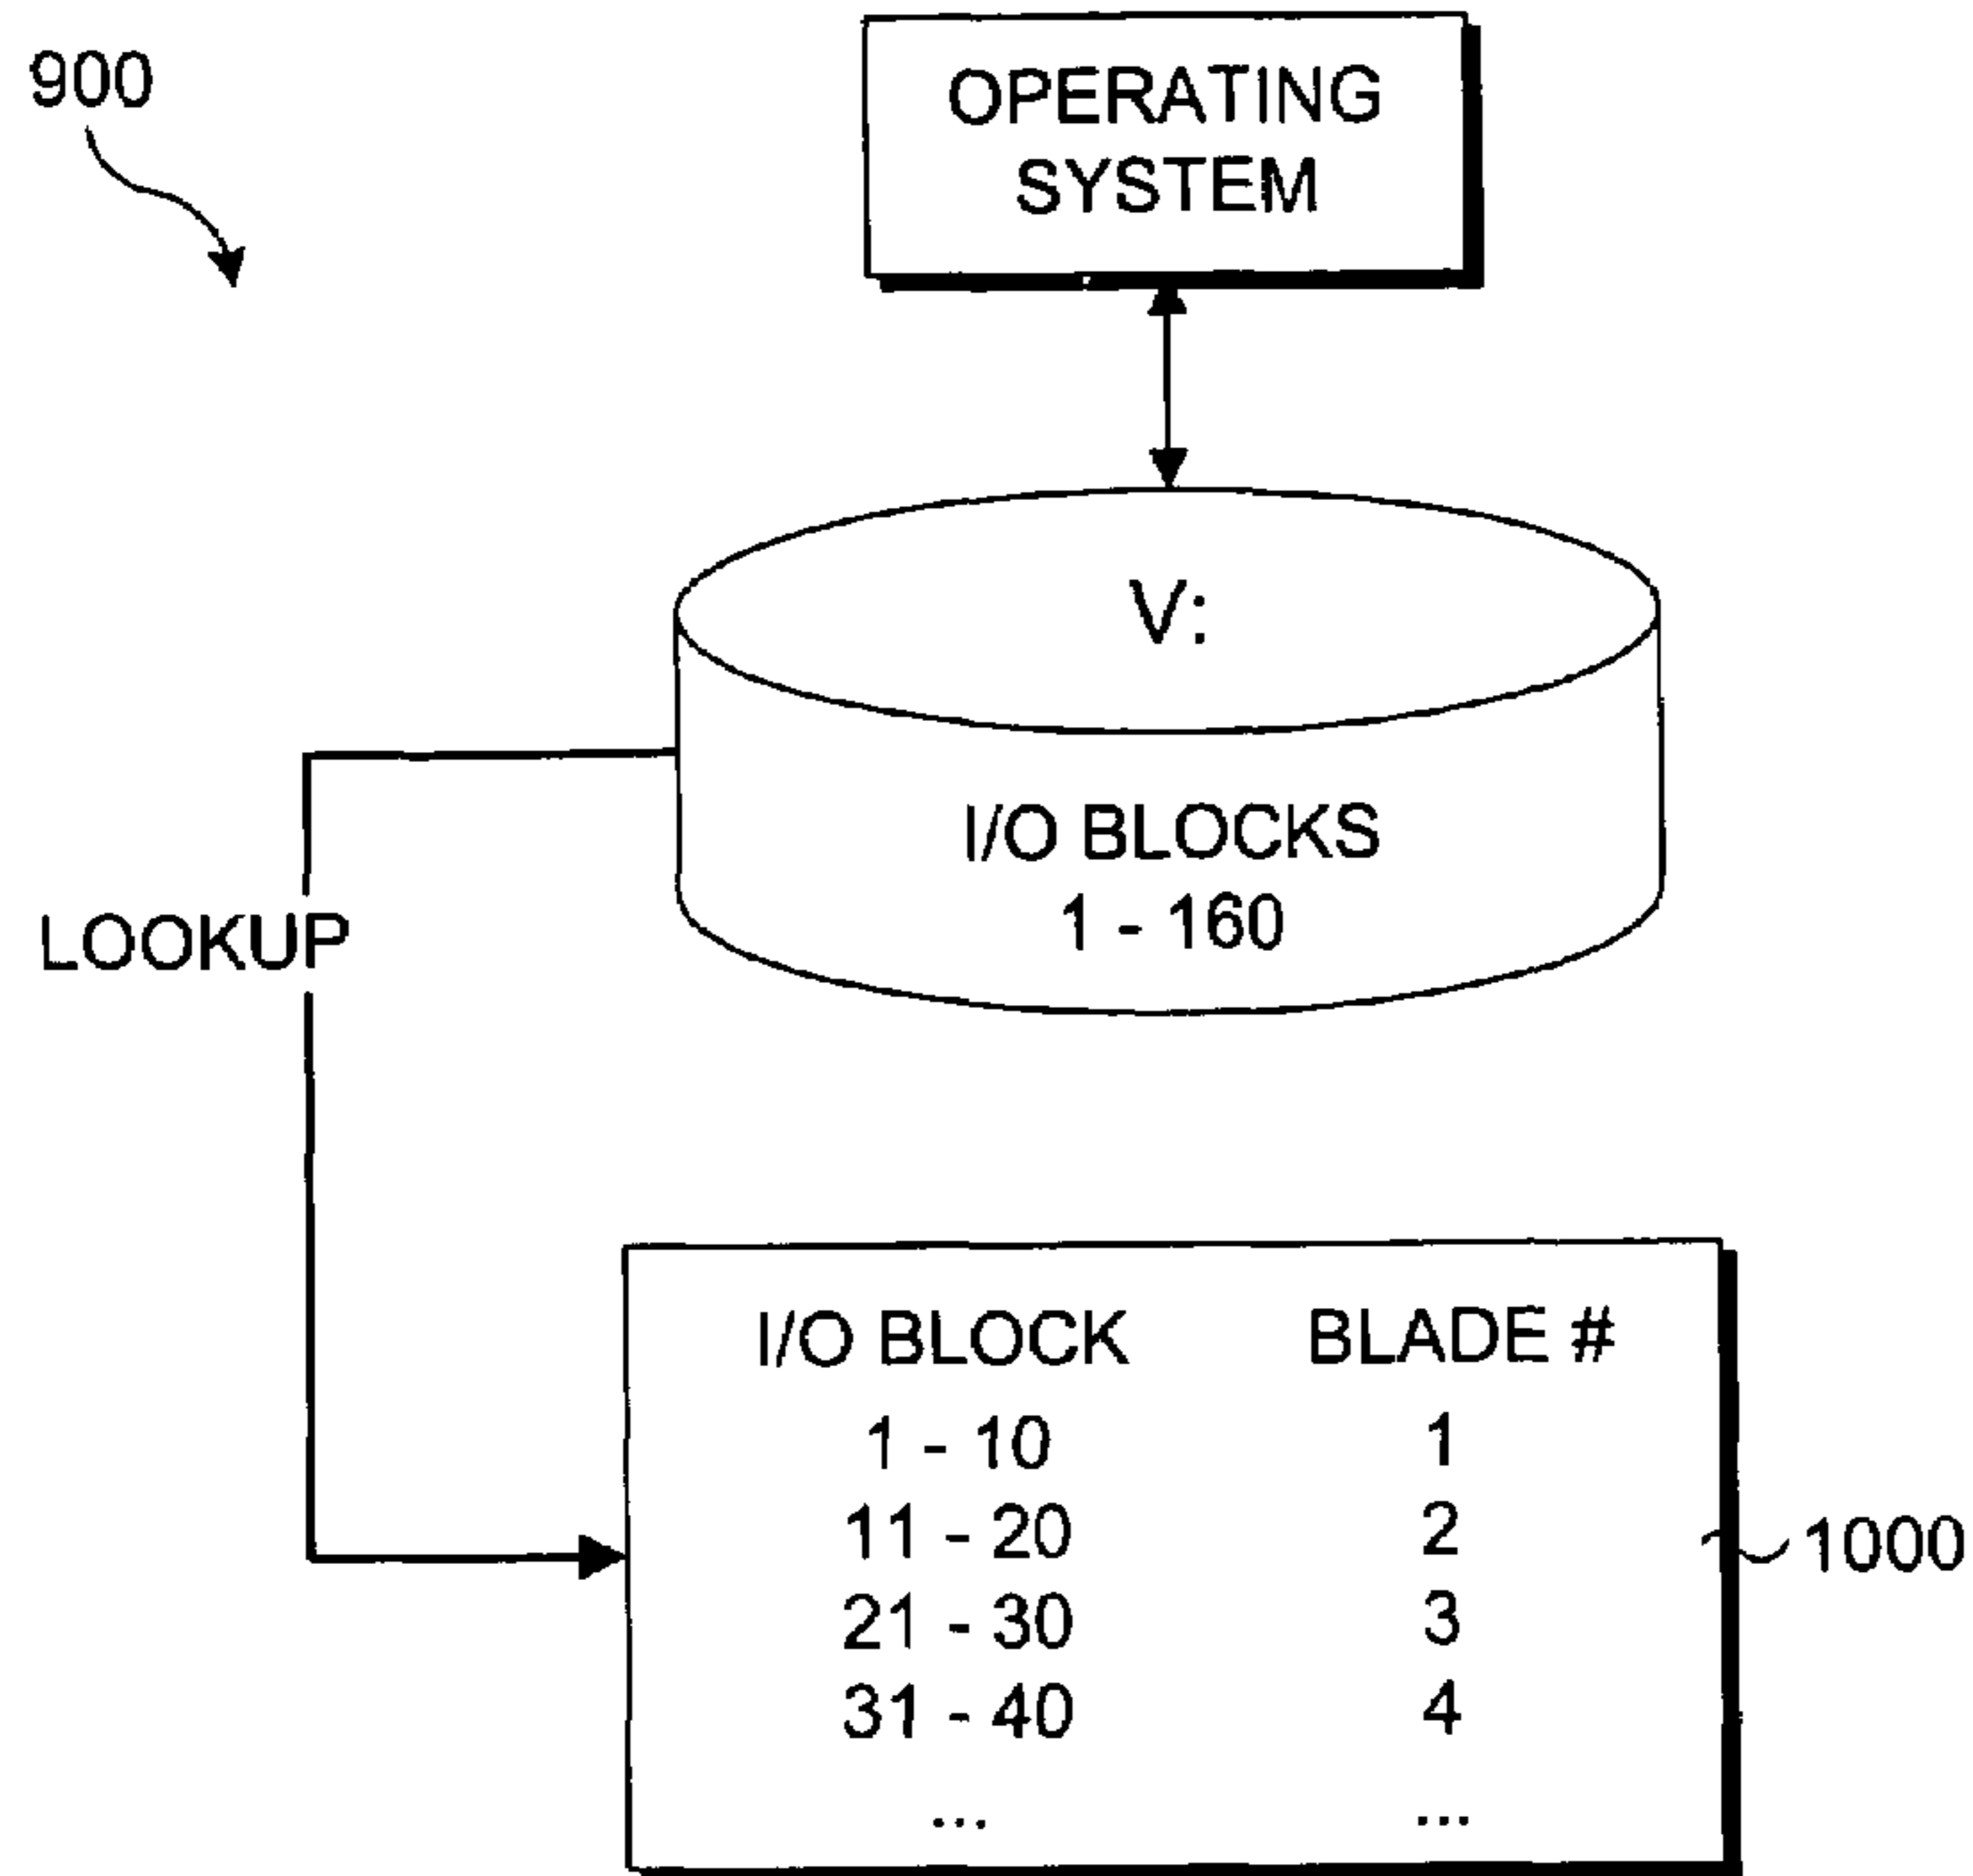 900
OPERATING
SYSTEM
V:
I/O BLOCKS
1 - 160
LOOKUP
I/O BLOCK BLADE #
1 - 10 1
11 - 20 2
21 - 30 3
31 - 40 4
... ...
1000